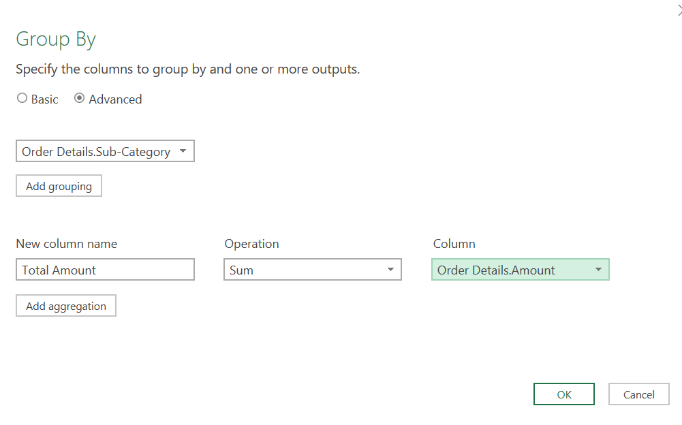 Group By
Specify the columns to group by and one or more outputs.
Basic Advanced
Order Details.Sub-Category
Add grouping
New column name Operation Column
Total Amount Sum Order Details.Amount
Add aggregation
OK Cancel